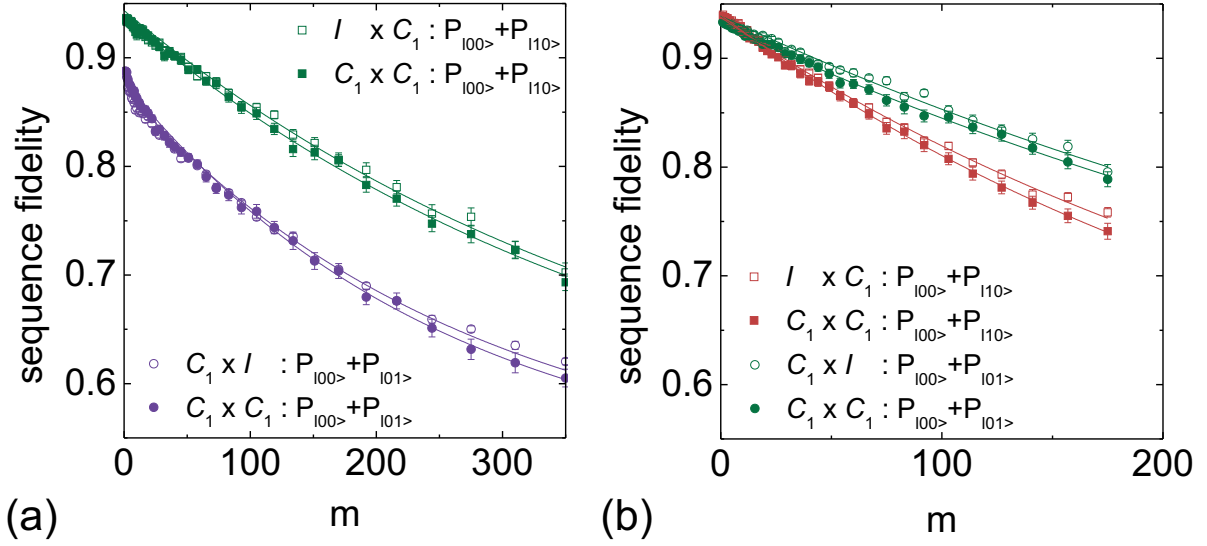 0.9
0.8
0.7
0.6
sequence fidelity
I x C₁ : P|00>+P|10>
C₁ x C₁ : P|00>+P|10>
C₁ x I : P|00>+P|01>
C₁ x C₁ : P|00>+P|01>
0 100 200 300
m
(a)
0.9
0.8
0.7
0.6
sequence fidelity
I x C₁ : P|00>+P|10>
C₁ x C₁ : P|00>+P|10>
C₁ x I : P|00>+P|01>
C₁ x C₁ : P|00>+P|01>
0 100 200
m
(b)